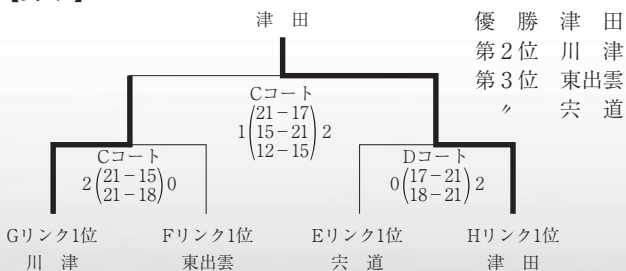 津 田
優 勝 津 田
第2位 川 津
第3位 東出雲
〃 宍 道
Cコート
1(21−17 15−21 12−15)2
Cコート
2(21−15 21−18)0
Dコート
0(17−21 18−21)2
Gリンク1位
川 津
Fリンク1位
東出雲
Eリンク1位
宍 道
Hリンク1位
津 田